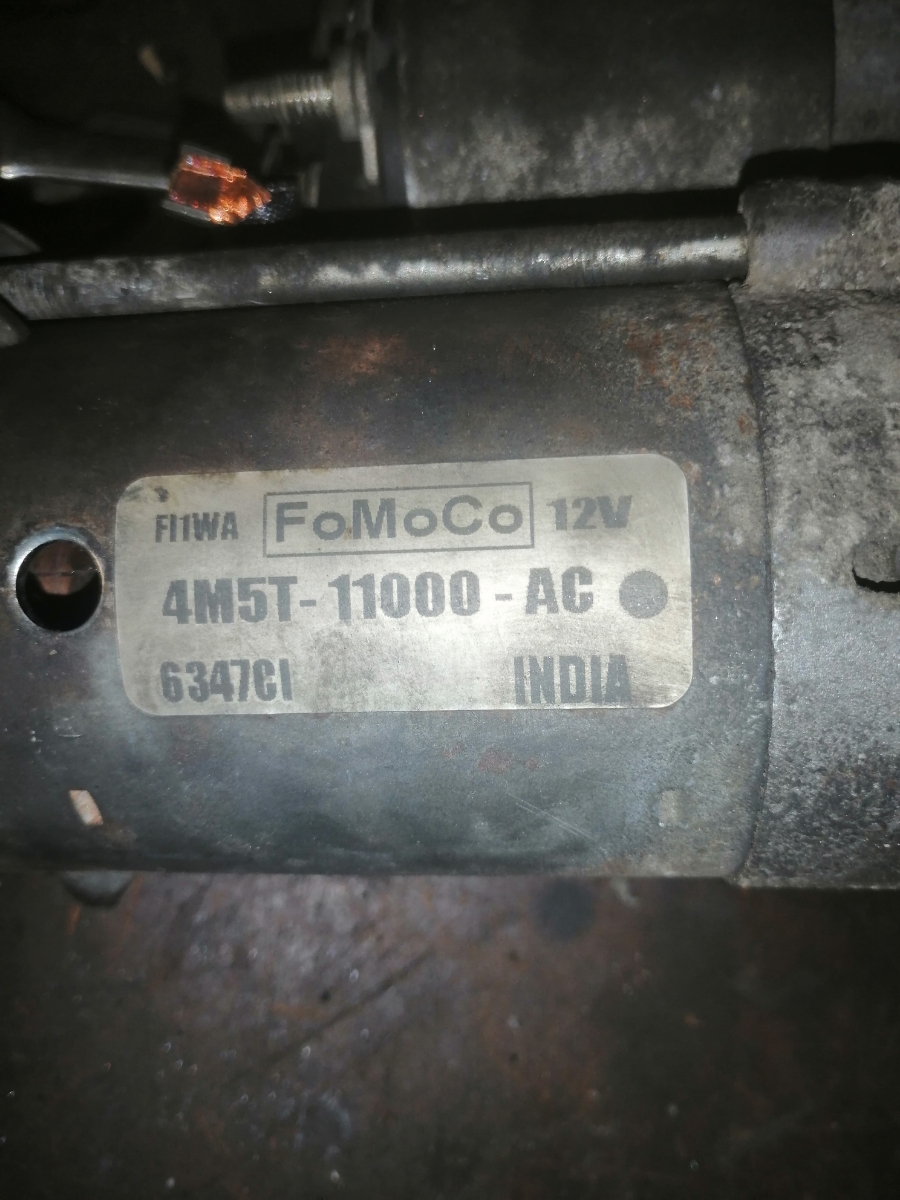 FI1WA FoMoCo 12V
4M5T-11000-AC
6347CI INDIA